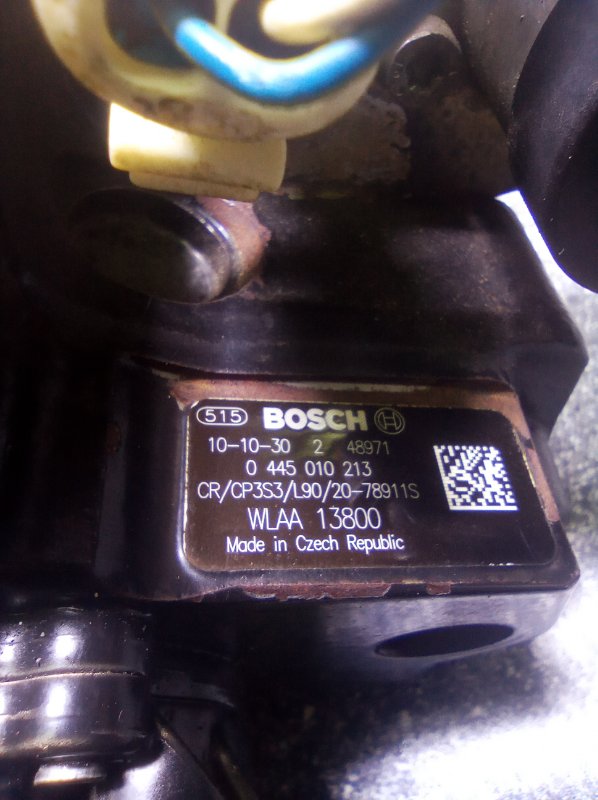 515 BOSCH
10-10-30 2 48971
0 445 010 213
CR/CP3S3/L90/20-78911S
WLAA 13800
Made in Czech Republic